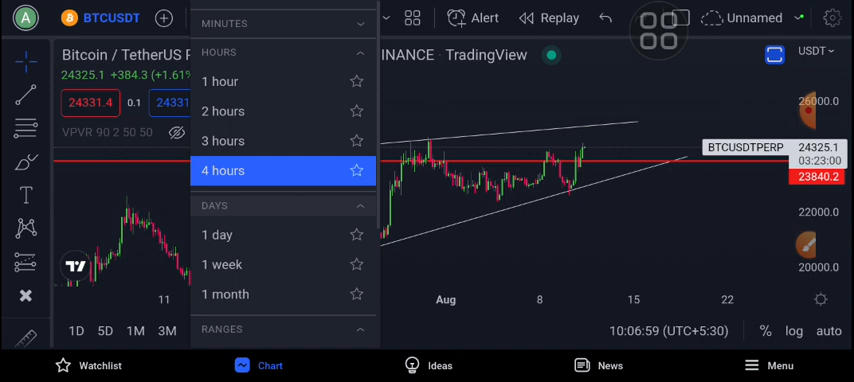 A
BTCUSDT
MINUTES
Alert
Replay
Unnamed
HOURS
Bitcoin / TetherUS P
INANCE · TradingView
USDT
24325.1 +384.3 (+1.61%
1 hour
24331.4
0.1
24331
26000.0
2 hours
VPVR 90 2 50 50
3 hours
BTCUSDTPERP
24325.1
03:23:00
4 hours
23840.2
DAYS
22000.0
1 day
1 week
20000.0
1 month
11
Aug
8
15
22
RANGES
1D 5D 1M 3M
10:06:59 (UTC+5:30)
% log auto
Watchlist
Chart
Ideas
News
Menu